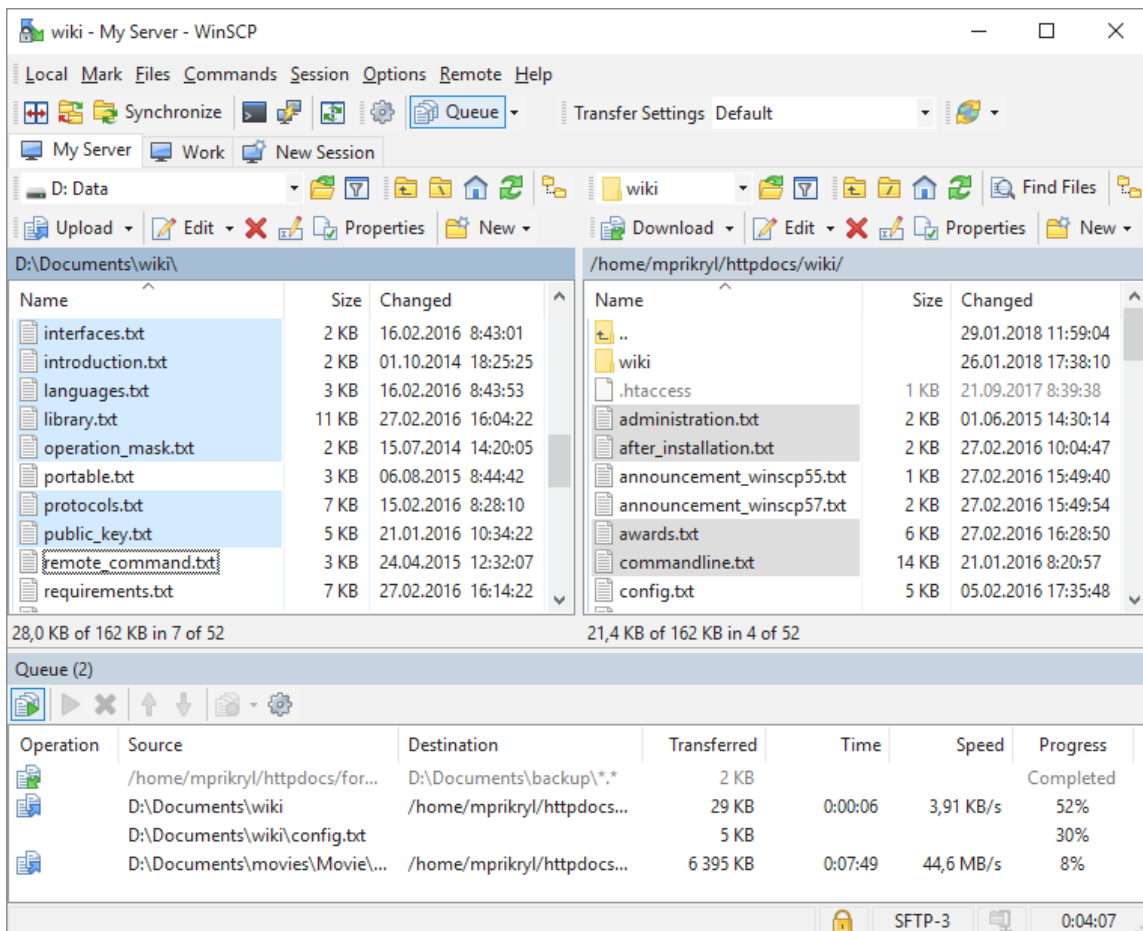 wiki - My Server - WinSCP
Local Mark Files Commands Session Options Remote Help
Synchronize Queue Transfer Settings Default
My Server Work New Session
D: Data wiki Find Files
Upload Edit Properties New Download Edit Properties New
D:\Documents\wiki\ /home/mprikryl/httpdocs/wiki/
Name Size Changed Name Size Changed
interfaces.txt 2 KB 16.02.2016 8:43:01 .. 29.01.2018 11:59:04
introduction.txt 2 KB 01.10.2014 18:25:25 wiki 26.01.2018 17:38:10
languages.txt 3 KB 16.02.2016 8:43:53 .htaccess 1 KB 21.09.2017 8:39:38
library.txt 11 KB 27.02.2016 16:04:22 administration.txt 2 KB 01.06.2015 14:30:14
operation_mask.txt 2 KB 15.07.2014 14:20:05 after_installation.txt 2 KB 27.02.2016 10:04:47
portable.txt 3 KB 06.08.2015 8:44:42 announcement_winscp55.txt 1 KB 27.02.2016 15:49:40
protocols.txt 7 KB 15.02.2016 8:28:10 announcement_winscp57.txt 2 KB 27.02.2016 15:49:54
public_key.txt 5 KB 21.01.2016 10:34:22 awards.txt 6 KB 27.02.2016 16:28:50
remote_command.txt 3 KB 24.04.2015 12:32:07 commandline.txt 14 KB 21.01.2016 8:20:57
requirements.txt 7 KB 27.02.2016 16:14:22 config.txt 5 KB 05.02.2016 17:35:48
28,0 KB of 162 KB in 7 of 52 21,4 KB of 162 KB in 4 of 52
Queue (2)
Operation Source Destination Transferred Time Speed Progress
/home/mprikryl/httpdocs/for... D:\Documents\backup\*.* 2 KB Completed
D:\Documents\wiki /home/mprikryl/httpdocs... 29 KB 0:00:06 3,91 KB/s 52%
D:\Documents\wiki\config.txt 5 KB 30%
D:\Documents\movies\Movie\... /home/mprikryl/httpdocs... 6 395 KB 0:07:49 44,6 MB/s 8%
SFTP-3 0:04:07